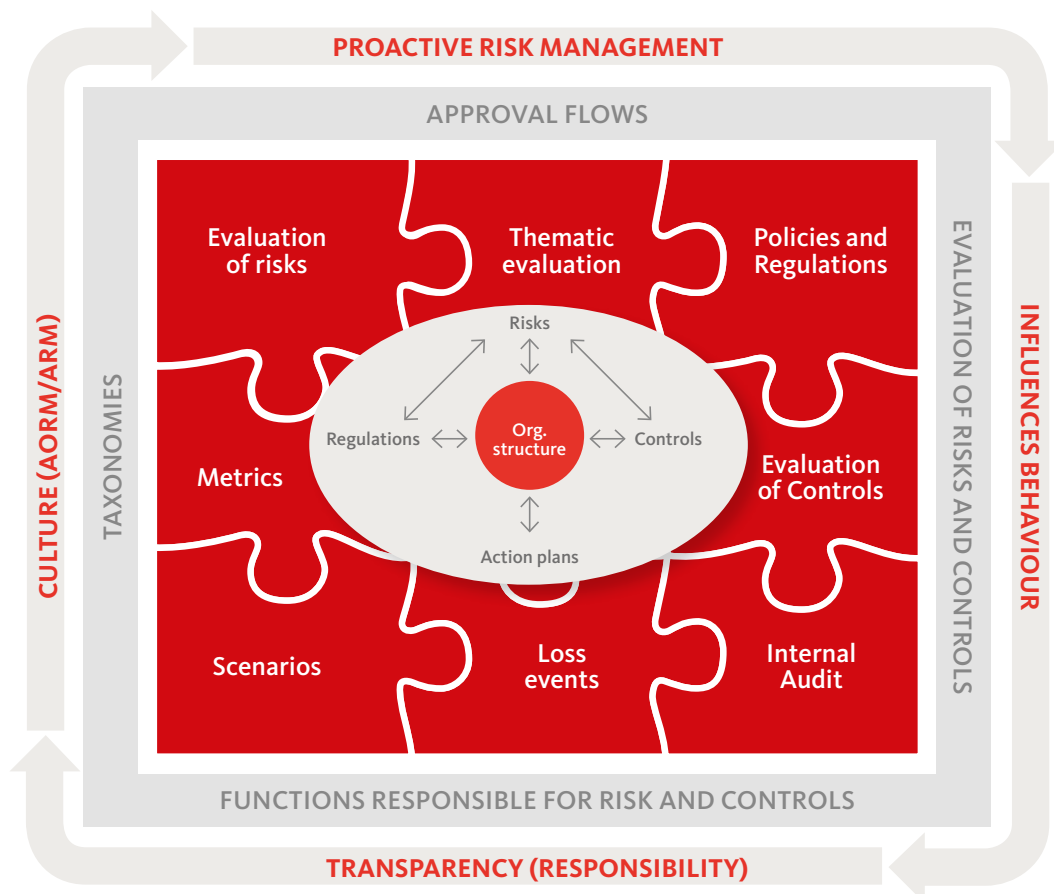 PROACTIVE RISK MANAGEMENT
APPROVAL FLOWS
Evaluation
of risks
Thematic
evaluation
Policies and
Regulations
CULTURE (AORM/ARM)
TAXONOMIES
EVALUATION OF RISKS AND CONTROLS
INFLUENCES BEHAVIOUR
Risks
Regulations
Org.
structure
Controls
Action plans
Metrics
Evaluation
of Controls
Scenarios
Loss
events
Internal
Audit
FUNCTIONS RESPONSIBLE FOR RISK AND CONTROLS
TRANSPARENCY (RESPONSIBILITY)